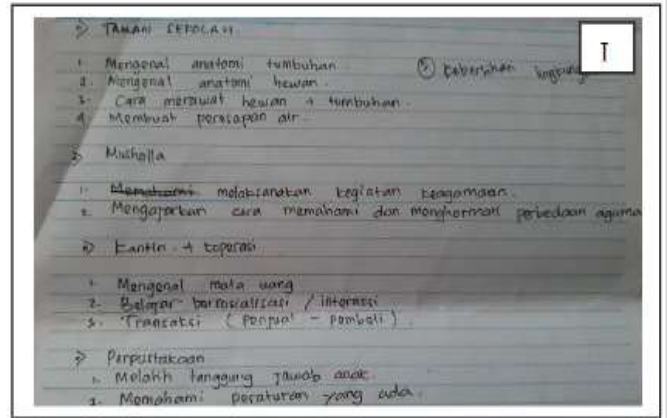 TAMAN SEKOLAH
1. Mengenal anatomi tumbuhan
2. Mengenal anatomi hewan.
3. Cara merawat hewan + tumbuhan.
4. Membuat peresapan air.
⑤ kebersihan
I
Musholla
1. Memahami melaksanakan kegiatan keagamaan.
2. Mengajarkan cara memahami dan menghormati perbedaan agama
Kantin + koperasi
1. Mengenal mata uang
2. Belajar bersosialisasi / interaksi
3. Transaksi (Penjual - pembeli).
Perpustakaan
1. Melatih tanggung jawab anak.
2. Memahami peraturan yang ada.